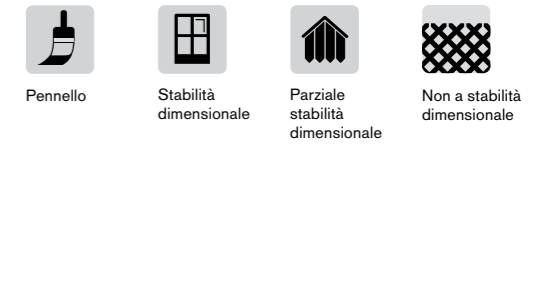 Pennello
Stabilità
dimensionale
Parziale
stabilità
dimensionale
Non a stabilità
dimensionale